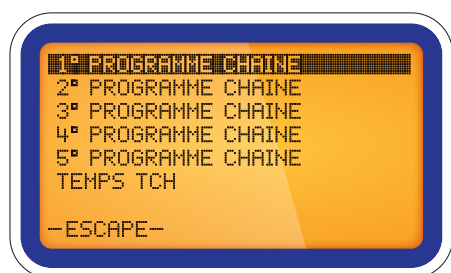 1° PROGRAMME CHAINE
2° PROGRAMME CHAINE
3° PROGRAMME CHAINE
4° PROGRAMME CHAINE
5° PROGRAMME CHAINE
TEMPS TCH
-ESCAPE-